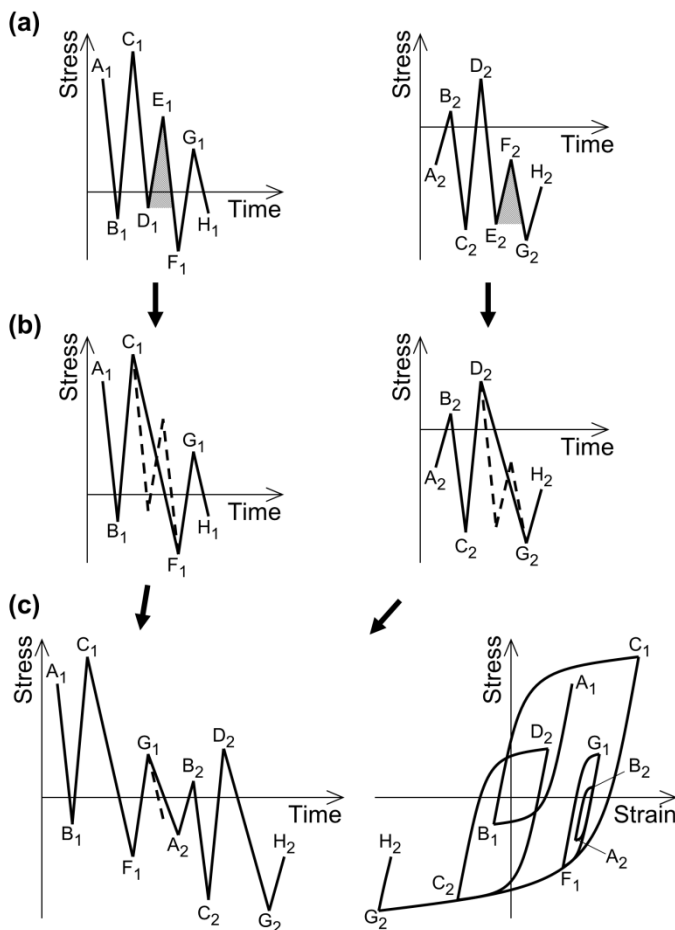 (a)
Stress
A1
C1
E1
G1
B1
D1
F1
H1
Time
Stress
A2
B2
D2
F2
H2
C2
E2
G2
Time
(b)
Stress
A1
C1
G1
B1
F1
H1
Time
Stress
A2
B2
D2
H2
C2
G2
Time
(c)
Stress
A1
C1
G1
B2
D2
B1
F1
A2
C2
G2
H2
Time
Stress
C1
A1
D2
G1
B2
B1
Strain
H2
A2
C2
F1
G2